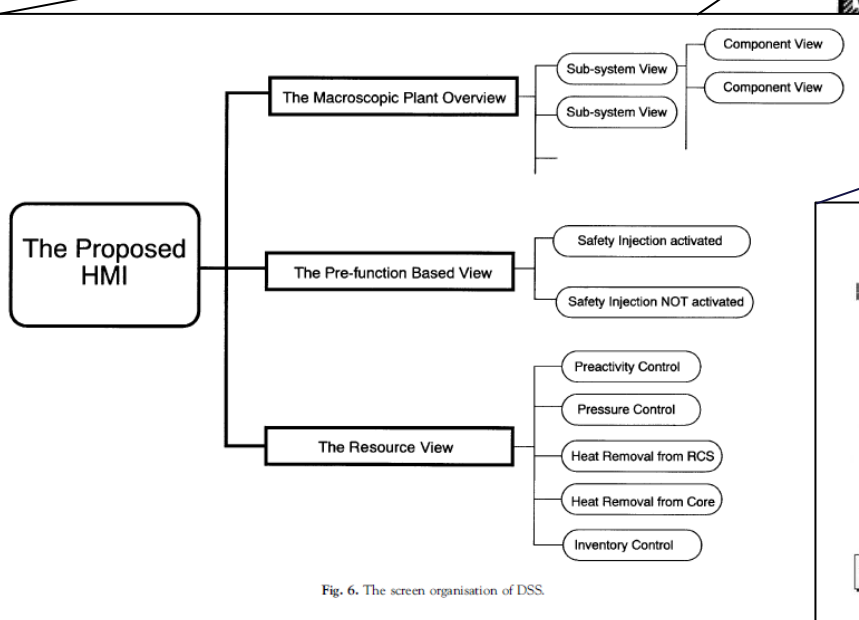 Component View
Sub-system View
The Macroscopic Plant Overview
Component View
Sub-system View
The Proposed
HMI
Safety Injection activated
The Pre-function Based View
Safety Injection NOT activated
Preactivity Control
Pressure Control
The Resource View
Heat Removal from RCS
Heat Removal from Core
Inventory Control
Fig. 6. The screen organisation of DSS.